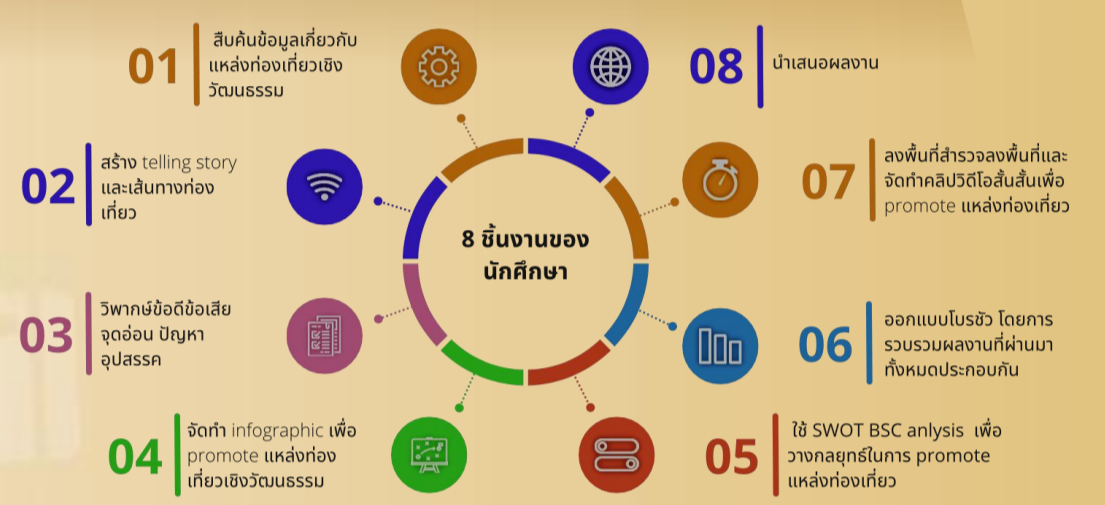 8 ชิ้นงานของ
นักศึกษา
01
สืบค้นข้อมูลเกี่ยวกับ
แหล่งท่องเที่ยวเชิง
วัฒนธรรม
02
สร้าง telling story
และเส้นทางท่อง
เที่ยว
03
วิพากษ์ข้อดีข้อเสีย
จุดอ่อน ปัญหา
อุปสรรค
04
จัดทำ infographic เพื่อ
promote แหล่งท่อง
เที่ยวเชิงวัฒนธรรม
05
ใช้ SWOT BSC anlysis เพื่อ
วางกลยุทธ์ในการ promote
แหล่งท่องเที่ยว
06
ออกแบบโบรชัว โดยการ
รวบรวมผลงานที่ผ่านมา
ทั้งหมดประกอบกัน
07
ลงพื้นที่สำรวจลงพื้นที่และ
จัดทำคลิปวิดีโอสั้นสั้นเพื่อ
promote แหล่งท่องเที่ยว
08
นำเสนอผลงาน